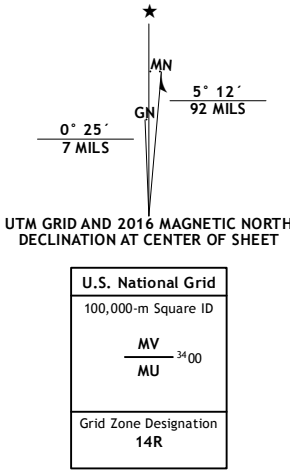 ★
MN
GN
5° 12´
92 MILS
0° 25´
7 MILS
UTM GRID AND 2016 MAGNETIC NORTH
DECLINATION AT CENTER OF SHEET
U.S. National Grid
100,000-m Square ID
MV
³⁴00
MU
Grid Zone Designation
14R